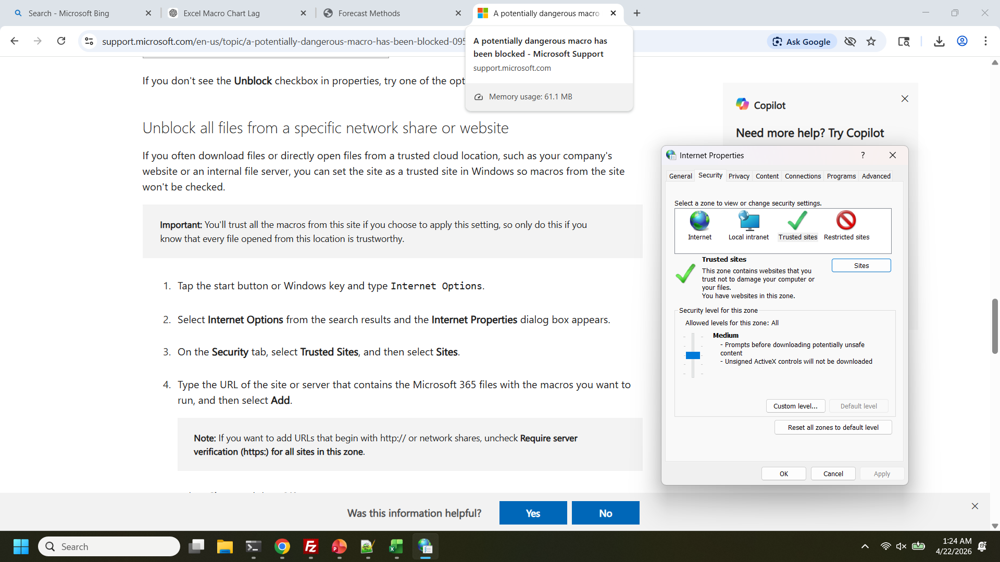 Search - Microsoft Bing
Excel Macro Chart Lag
Forecast Methods
A potentially dangerous macro
support.microsoft.com/en-us/topic/a-potentially-dangerous-macro-has-been-blocked-095
Ask Google
A potentially dangerous macro has
been blocked - Microsoft Support
support.microsoft.com
Memory usage: 61.1 MB
If you don't see the Unblock checkbox in properties, try one of the opt
Unblock all files from a specific network share or website
If you often download files or directly open files from a trusted cloud location, such as your company's
website or an internal file server, you can set the site as a trusted site in Windows so macros from the site
won't be checked.
Important: You'll trust all the macros from this site if you choose to apply this setting, so only do this if you
know that every file opened from this location is trustworthy.
1. Tap the start button or Windows key and type Internet Options.
2. Select Internet Options from the search results and the Internet Properties dialog box appears.
3. On the Security tab, select Trusted Sites, and then select Sites.
4. Type the URL of the site or server that contains the Microsoft 365 files with the macros you want to
run, and then select Add.
Note: If you want to add URLs that begin with http:// or network shares, uncheck Require server
verification (https:) for all sites in this zone.
Copilot
Need more help? Try Copilot
Internet Properties
?
General Security Privacy Content Connections Programs Advanced
Select a zone to view or change security settings.
Internet
Local intranet
Trusted sites
Restricted sites
Trusted sites
Sites
This zone contains websites that you
trust not to damage your computer or
your files.
You have websites in this zone.
Security level for this zone
Allowed levels for this zone: All
Medium
- Prompts before downloading potentially unsafe
content
- Unsigned ActiveX controls will not be downloaded
Custom level...
Default level
Reset all zones to default level
OK
Cancel
Apply
Was this information helpful?
Yes
No
Search
1:24 AM
4/22/2026